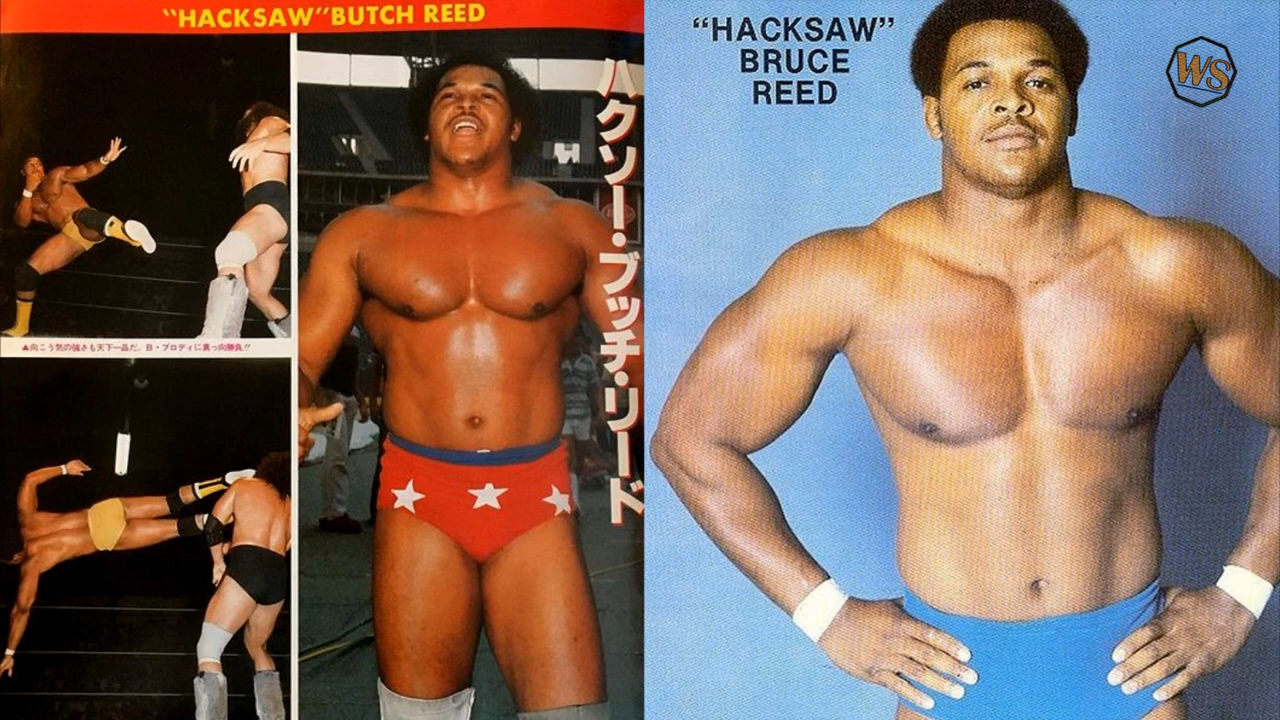 "HACKSAW"BUTCH REED
ハクソー・ブッチ・リード
▲向こう気の強さも天下一品だ。B・ブロディに真っ向勝負!!
"HACKSAW"
BRUCE
REED
WS